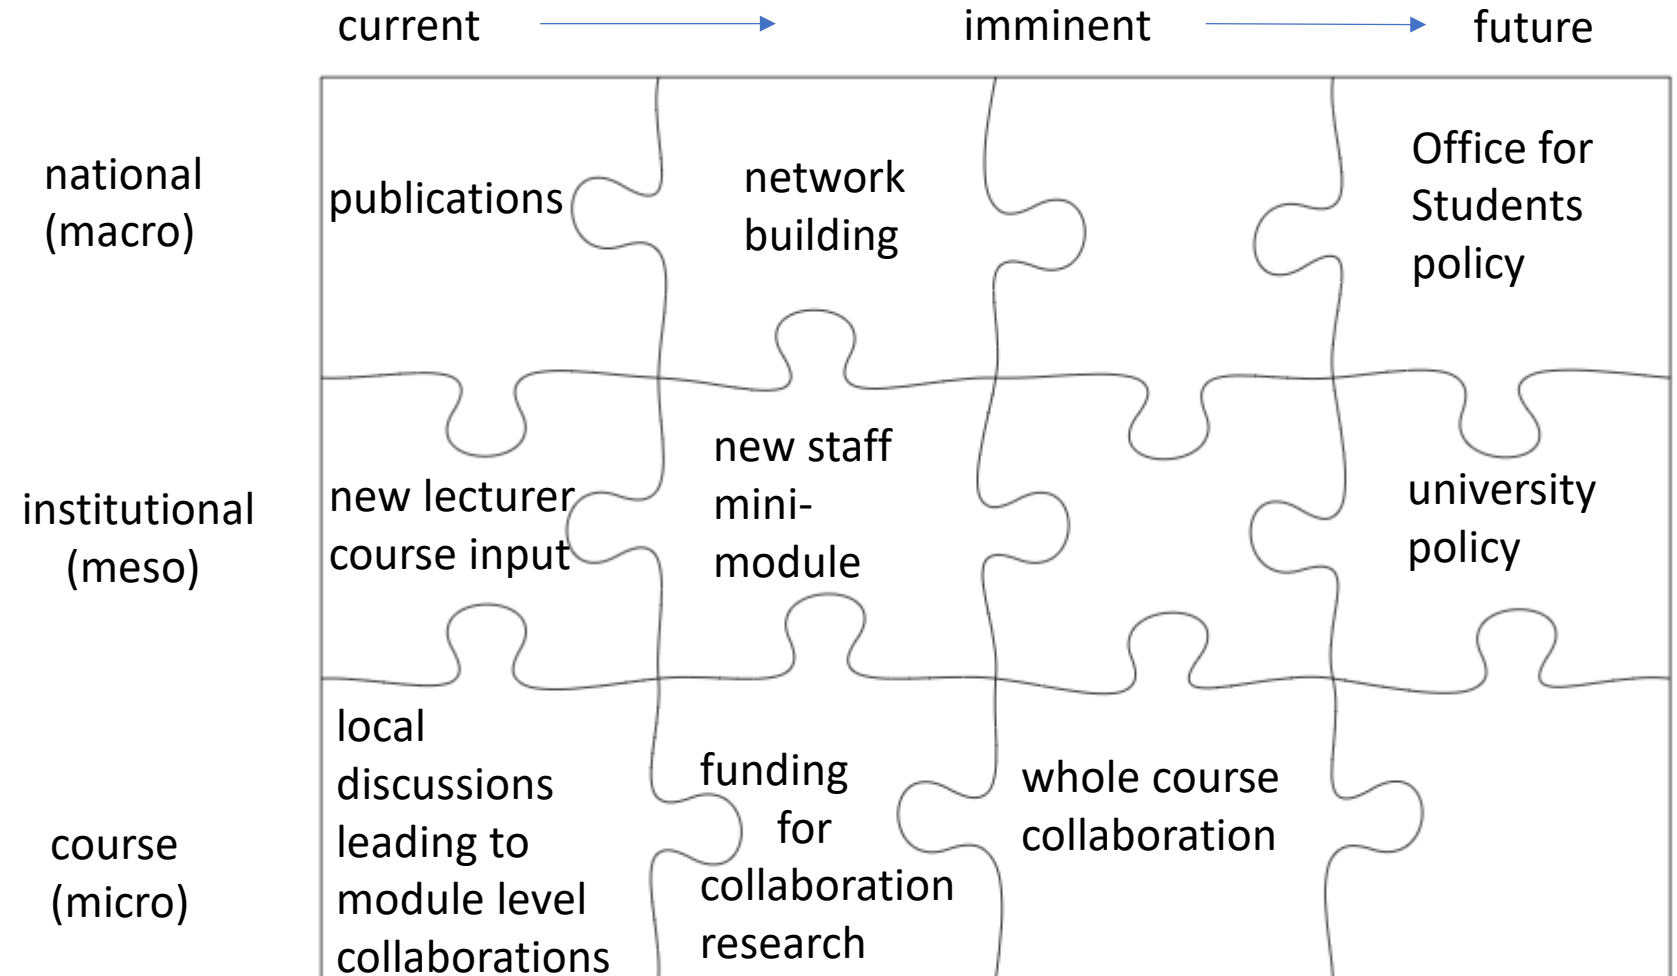 current
imminent
future
national
(macro)
publications
network
building
Office for
Students
policy
institutional
(meso)
new lecturer
course input
new staff
mini-
module
university
policy
course
(micro)
local
discussions
leading to
module level
collaborations
funding
for
collaboration
research
whole course
collaboration